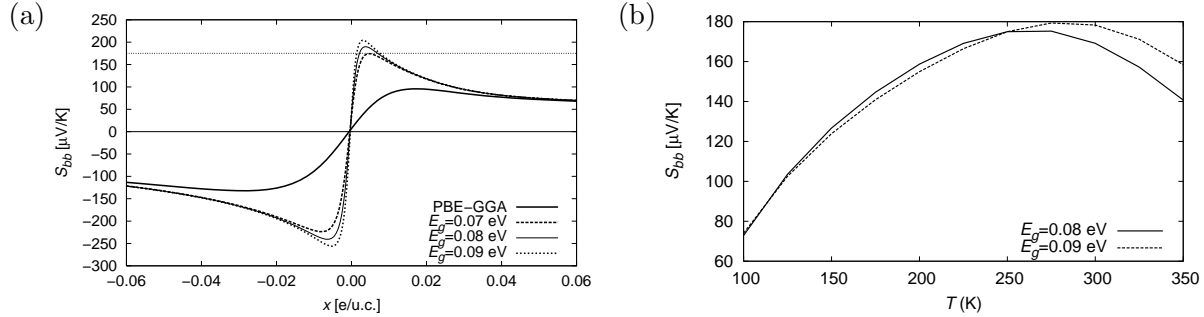 (a)
S_bb [μV/K]
250
200
150
100
50
0
−50
−100
−150
−200
−250
−300
PBE−GGA
E_g=0.07 eV
E_g=0.08 eV
E_g=0.09 eV
−0.06 −0.04 −0.02 0.00 0.02 0.04 0.06
x [e/u.c.]
(b)
S_bb [μV/K]
180
160
140
120
100
80
60
E_g=0.08 eV
E_g=0.09 eV
100 150 200 250 300 350
T (K)